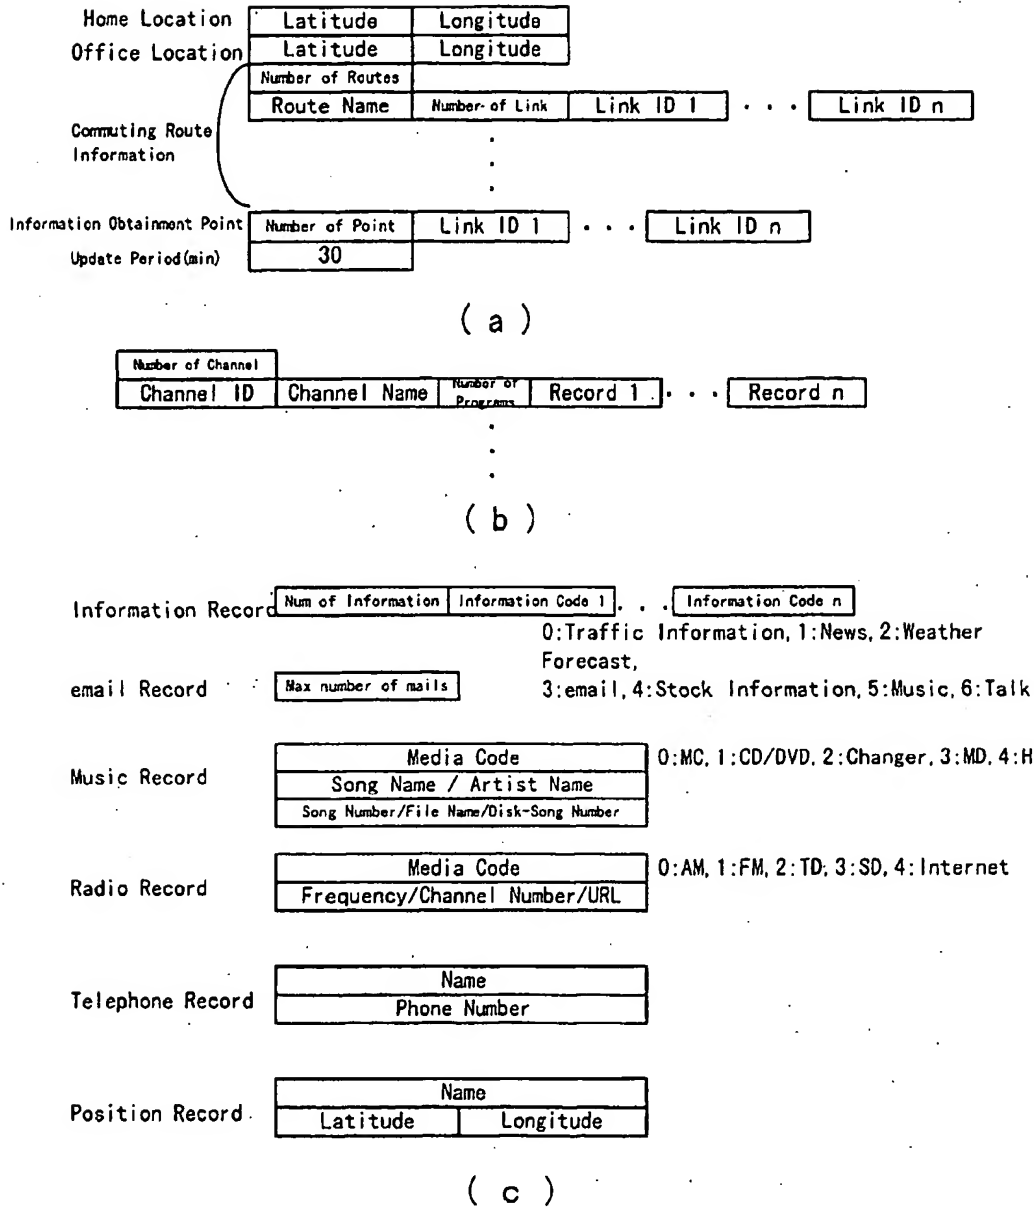 Home Location Latitude Longitude
Office Location Latitude Longitude
Number of Routes
Route Name Number of Link Link ID 1 ... Link ID n
Commuting Route
Information
Information Obtainment Point Number of Point Link ID 1 ... Link ID n
Update Period(min) 30
( a )
Number of Channel
Channel ID Channel Name Number of Programs Record 1 ... Record n
( b )
Information Record Num of Information Information Code 1 ... Information Code n
0:Traffic Information, 1:News, 2:Weather
Forecast,
email Record Max number of mails 3:email, 4:Stock Information, 5:Music, 6:Talk
Media Code 0:MC, 1:CD/DVD, 2:Changer, 3:MD, 4:H
Music Record Song Name / Artist Name
Song Number/File Name/Disk-Song Number
Media Code 0:AM, 1:FM, 2:TD, 3:SD, 4:Internet
Radio Record Frequency/Channel Number/URL
Name
Telephone Record Phone Number
Name
Position Record Latitude Longitude
( c )